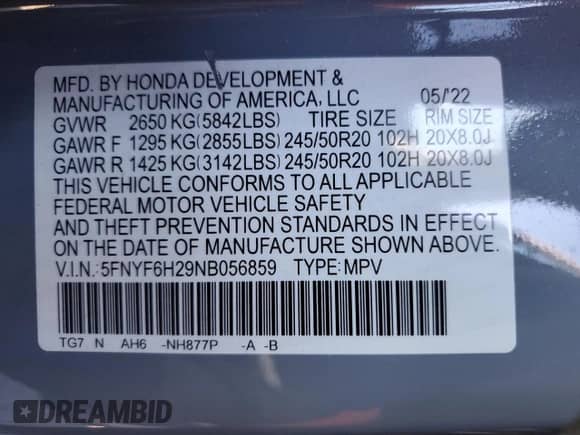 MFD. BY HONDA DEVELOPMENT &
MANUFACTURING OF AMERICA, LLC 05/'22
GVWR 2650 KG(5842LBS) TIRE SIZE RIM SIZE
GAWR F 1295 KG(2855LBS) 245/50R20 102H 20X8.0J
GAWR R 1425 KG(3142LBS) 245/50R20 102H 20X8.0J
THIS VEHICLE CONFORMS TO ALL APPLICABLE
FEDERAL MOTOR VEHICLE SAFETY
AND THEFT PREVENTION STANDARDS IN EFFECT
ON THE DATE OF MANUFACTURE SHOWN ABOVE.
V.I.N.: 5FNYF6H29NB056859 TYPE: MPV
TG7 N AH6 -NH877P -A -B
DREAMBID